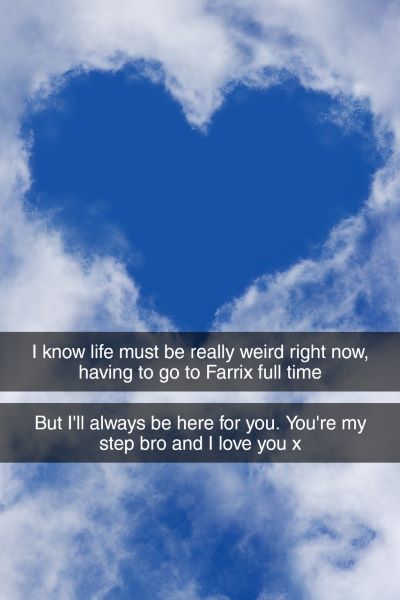 I know life must be really weird right now,
having to go to Farrix full time
But I'll always be here for you. You're my
step bro and I love you x